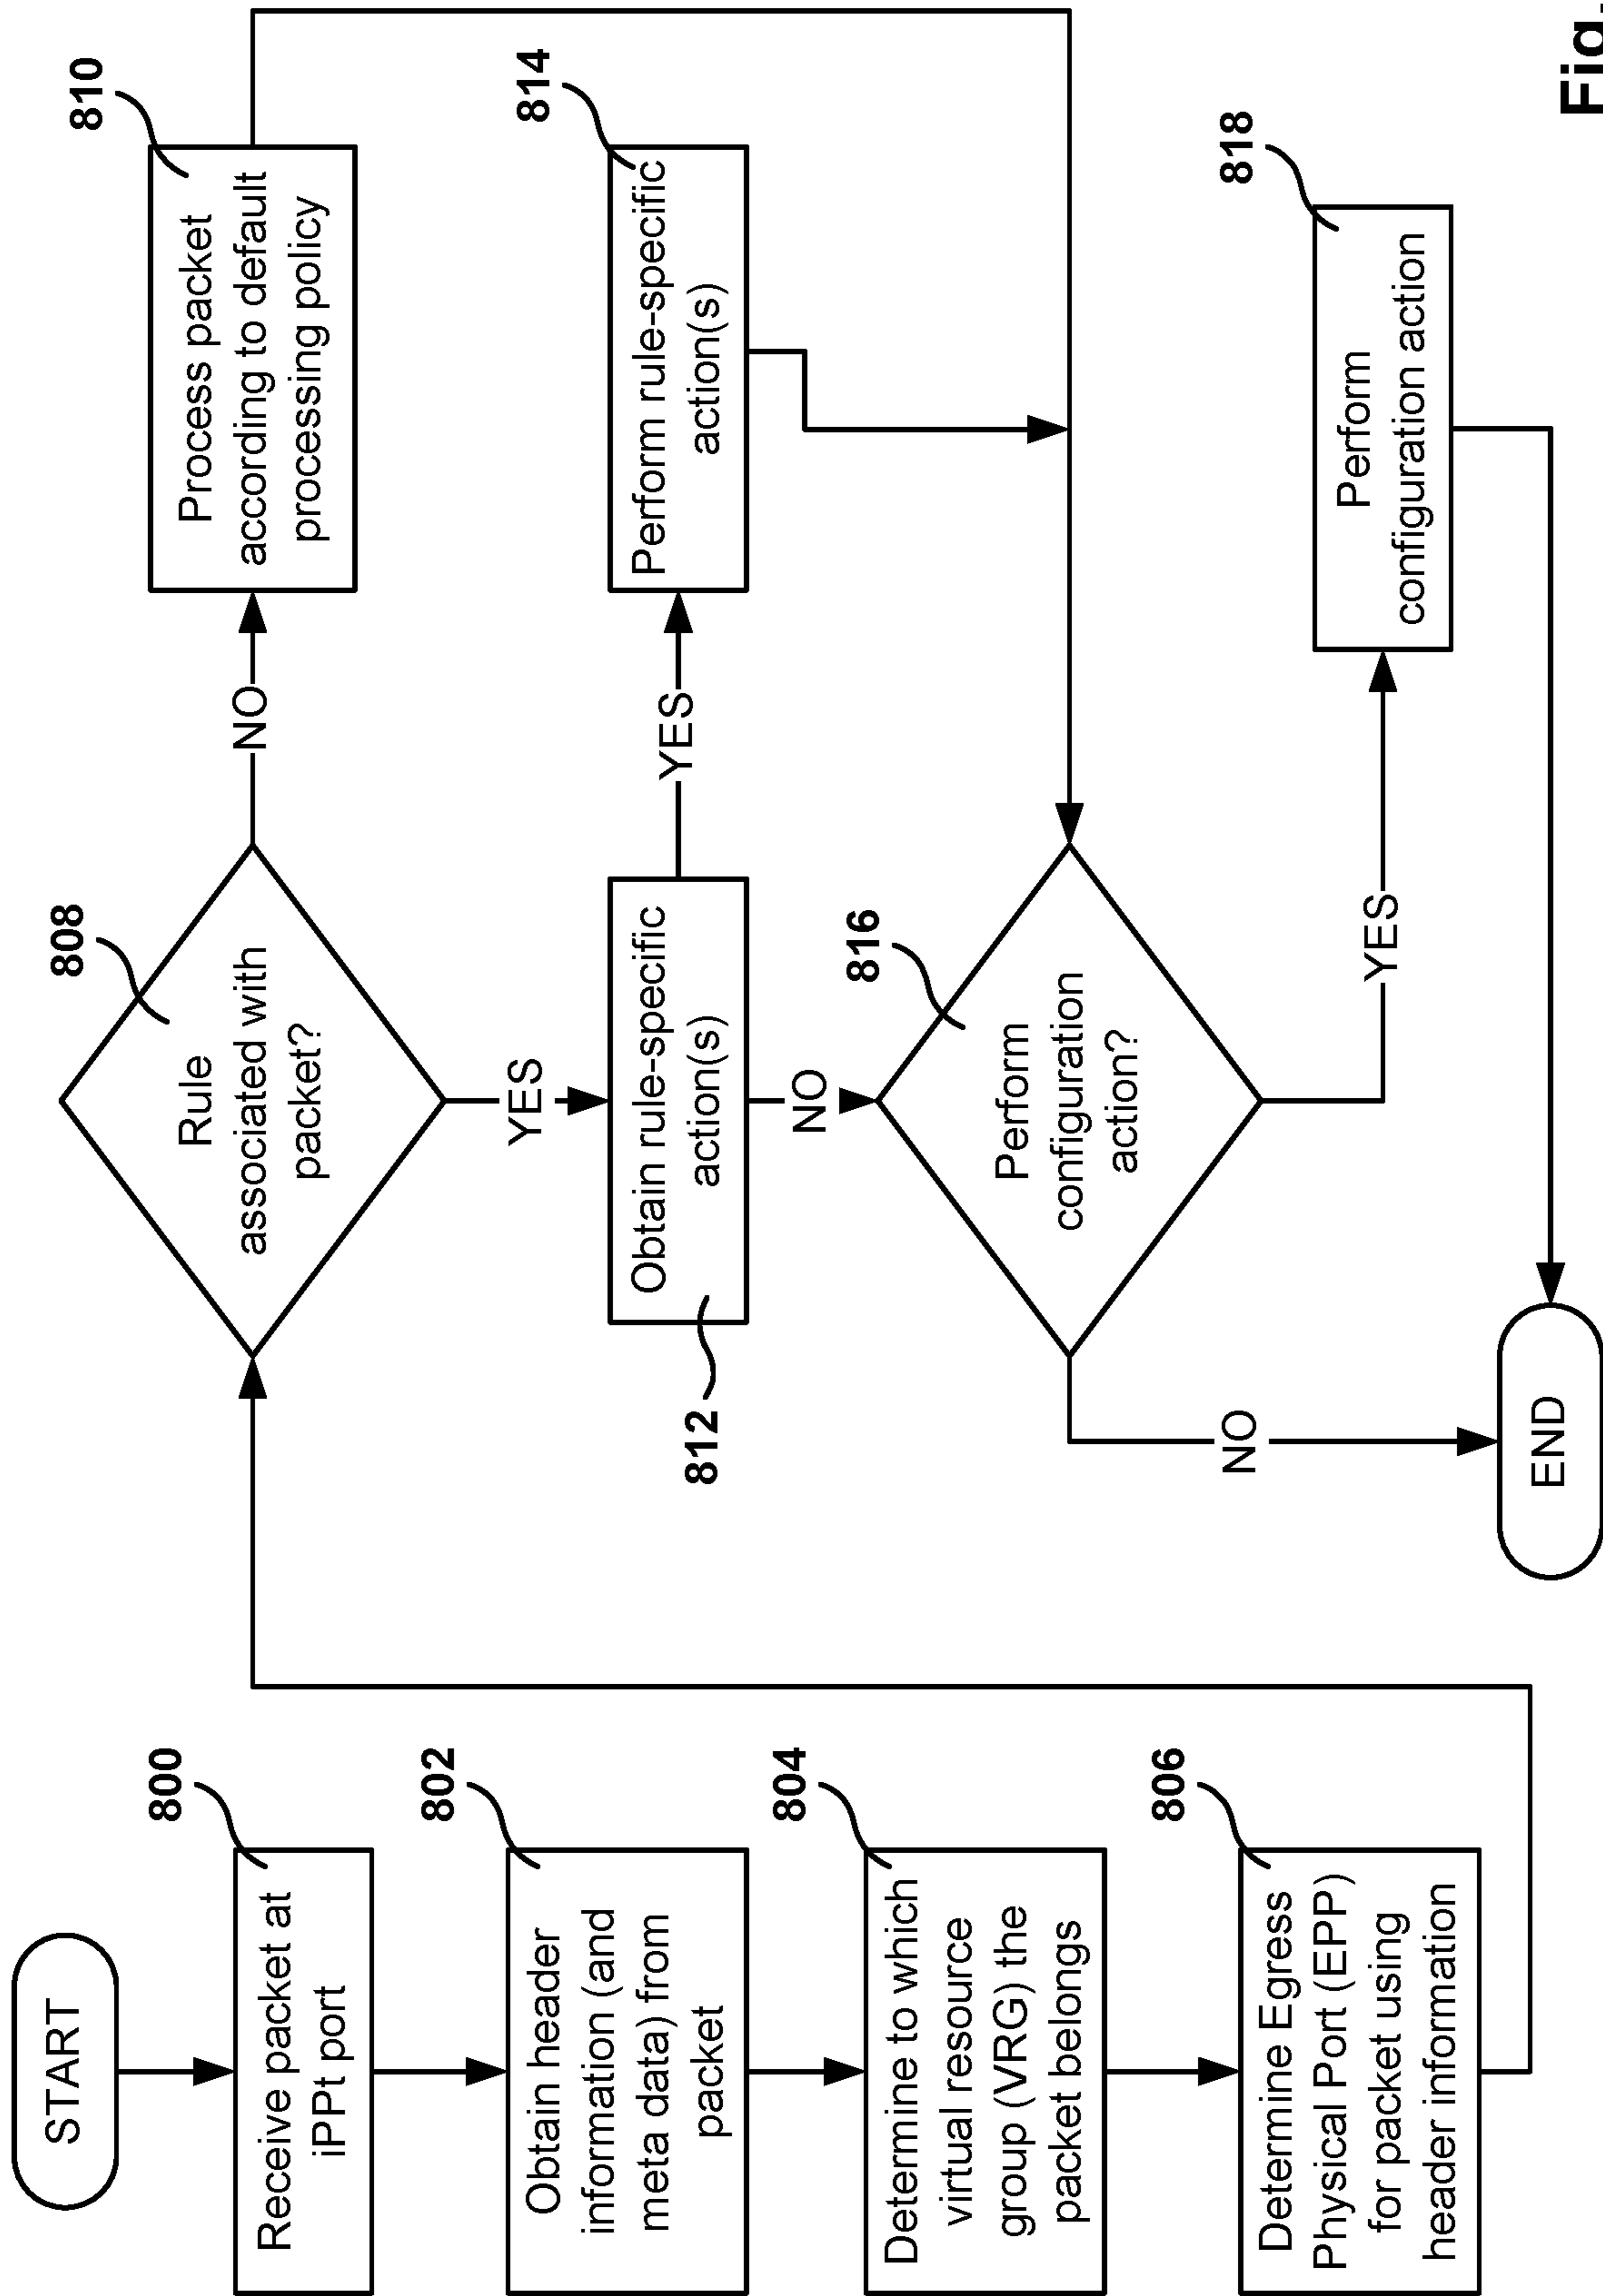 START
800
Receive packet at
iPPt port
802
Obtain header
information (and
meta data) from
packet
804
Determine to which
virtual resource
group (VRG) the
packet belongs
806
Determine Egress
Physical Port (EPP)
for packet using
header information
808
Rule
associated with
packet?
NO
810
Process packet
according to default
processing policy
YES
812
Obtain rule-specific
action(s)
YES
814
Perform rule-specific
action(s)
NO
816
Perform
configuration
action?
YES
818
Perform
configuration action
NO
END
Fig.